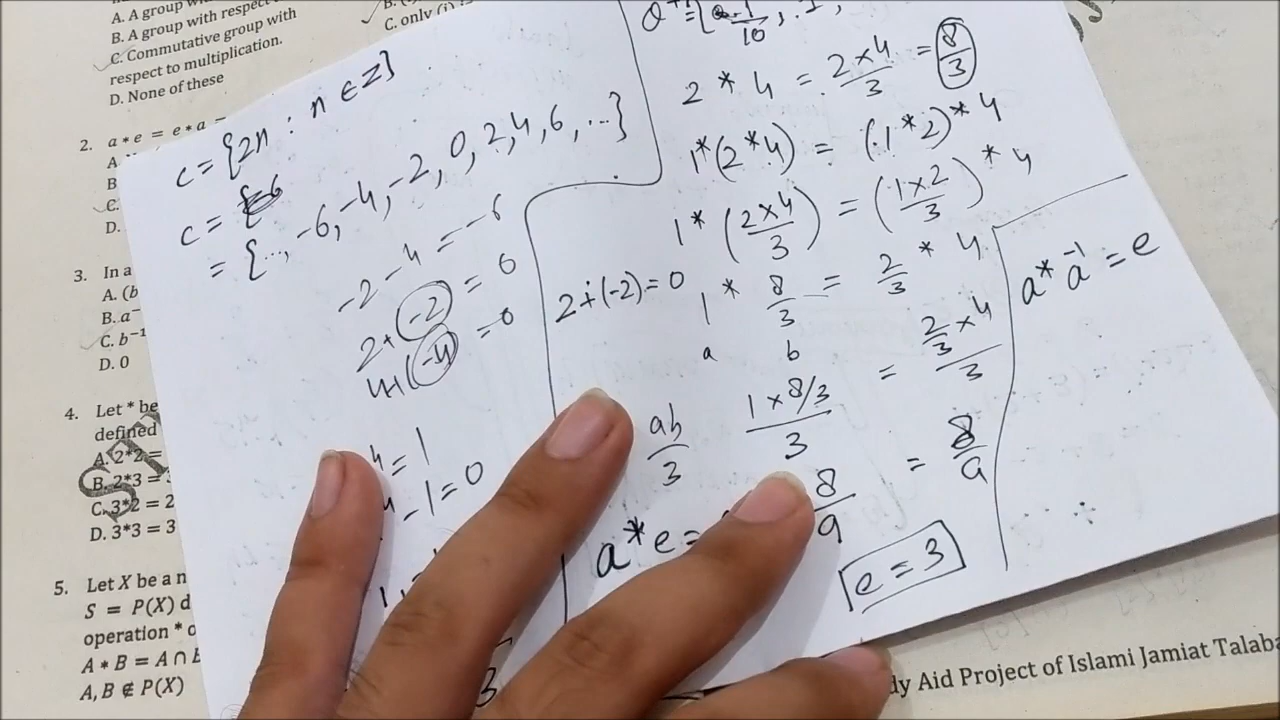 A. A group
B. A group with respect
C. Commutative group with
respect to multiplication.
D. None of these
C. only (i)
2. a * e = e * a =
A
B
C.
D.
3. In a
A. (b
B. a⁻
C. b⁻¹
D. 0
4. Let * be
defined
A. 2*2 =
B. 2*3 =
C. 3*2 = 2
D. 3*3 = 3
5. Let X be a n
S = P(X) d
operation *
A * B = A ∩ B
A, B ∉ P(X)
c = {2n : n ∈ Z}
c =
= {..., -6, -4, -2, 0, 2, 4, 6, ...}
-2 - 4 = -6
2 + (-2) = 0
4 + (-4) = 0
4 = 1
- 1 = 0
2 + (-2) = 0
2 * 4 = 2×4/3 = 8/3
1*(2*4) = (1*2)*4
1*(2×4/3) = (1×2/3)*4
1 * 8/3 = 2/3 * 4
a b
ab/3
1×8/3/3 = 2/3×4/3
8/9 = 8/9
a*e =
e = 3
a * a⁻¹ = e
dy Aid Project of Islami Jamiat Talaba